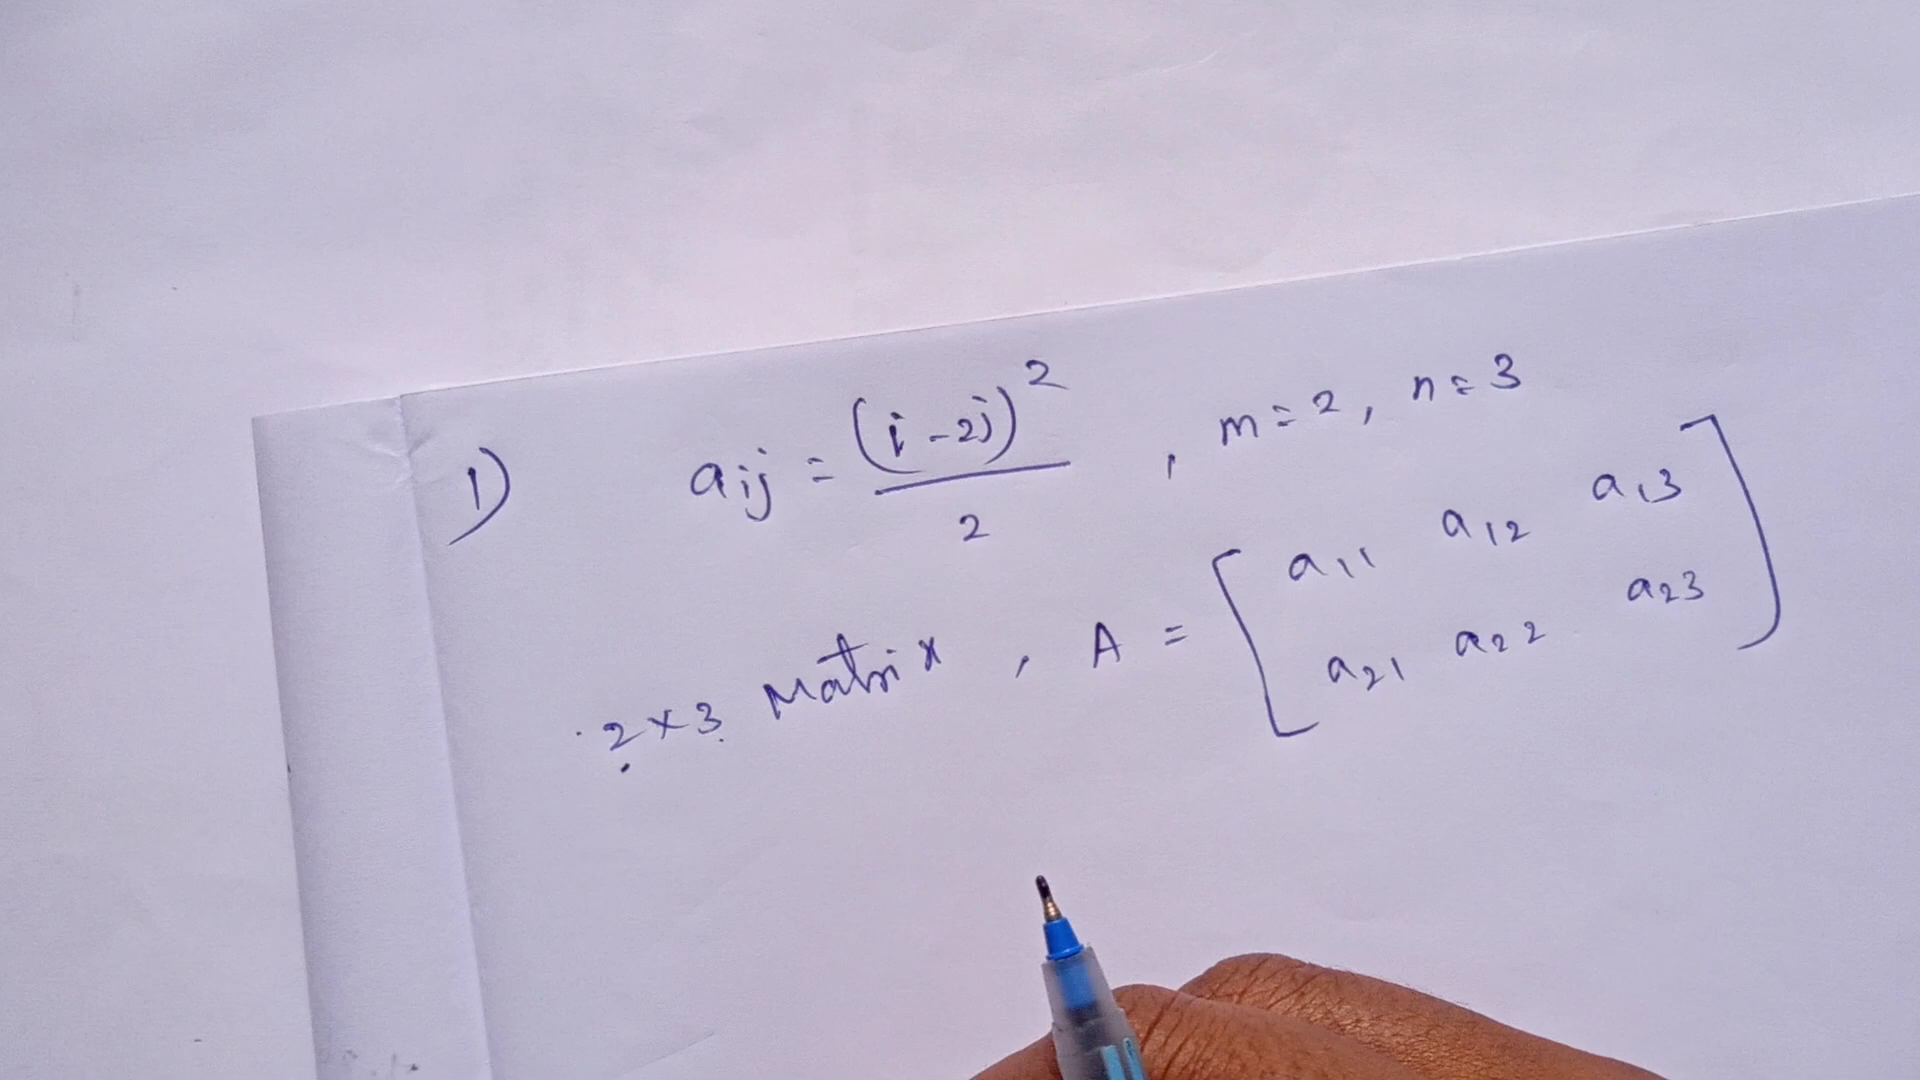 1) aij = (i-2j)² / 2 , m=2, n=3
2×3 Matrix , A = [ a11 a12 a13
a21 a22 a23 ]